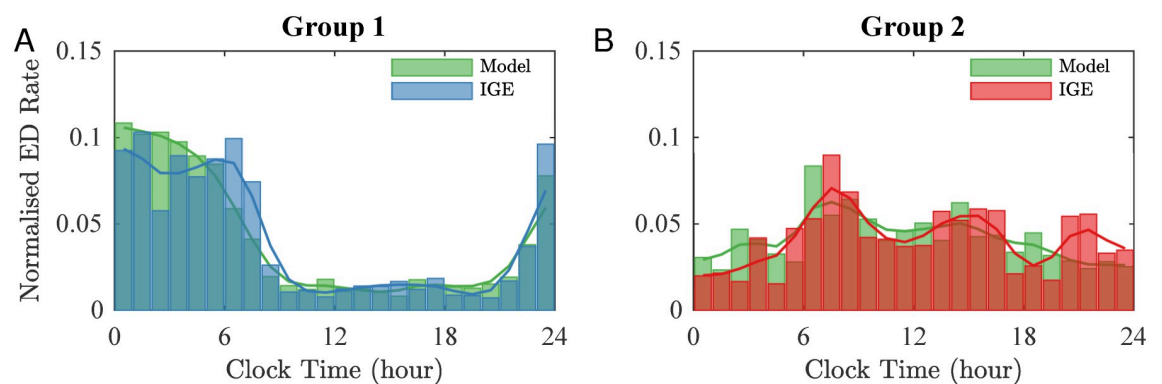 A
Group 1
Normalised ED Rate
0.15
0.1
0.05
0
Model
IGE
0
6
12
18
24
Clock Time (hour)
B
Group 2
0.15
0.1
0.05
0
Model
IGE
0
6
12
18
24
Clock Time (hour)